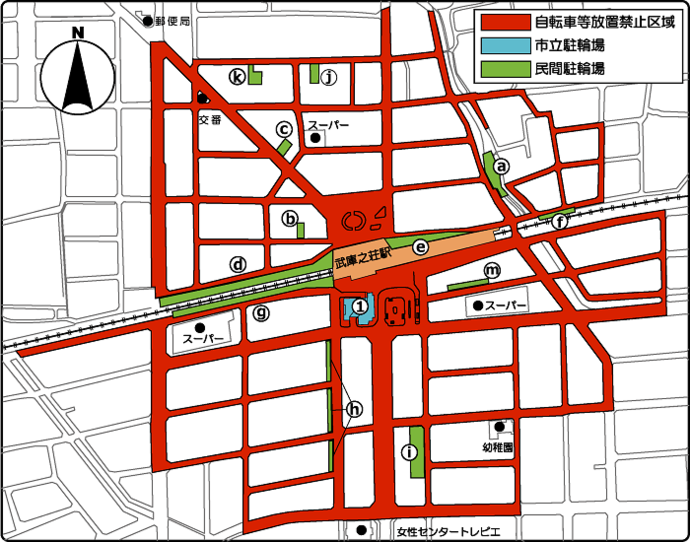 郵便局
N
自転車等放置禁止区域
市立駐輪場
民間駐輪場
ⓚ
ⓙ
交番
ⓒ
スーパー
ⓐ
ⓑ
ⓕ
ⓔ
武庫之荘駅
ⓓ
ⓜ
ⓖ
①
スーパー
スーパー
ⓗ
ⓘ
幼稚園
女性センタートレピエ